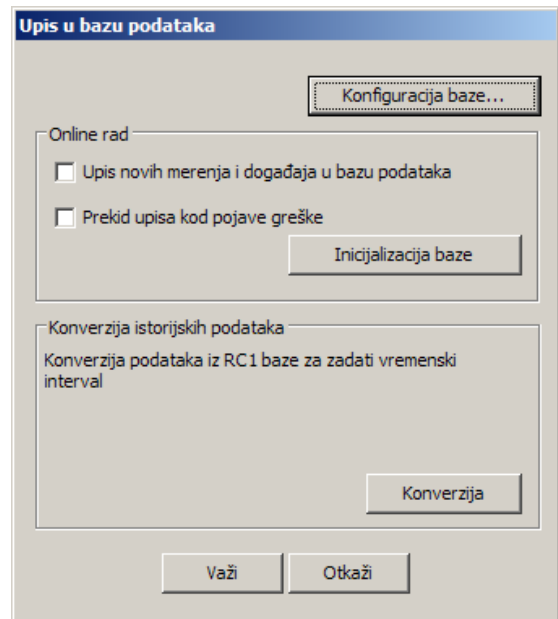 Upis u bazu podataka
Konfiguracija baze...
Online rad
Upis novih merenja i događaja u bazu podataka
Prekid upisa kod pojave greške
Inicijalizacija baze
Konverzija istorijskih podataka
Konverzija podataka iz RC1 baze za zadati vremenski
interval
Konverzija
Važi
Otkaži